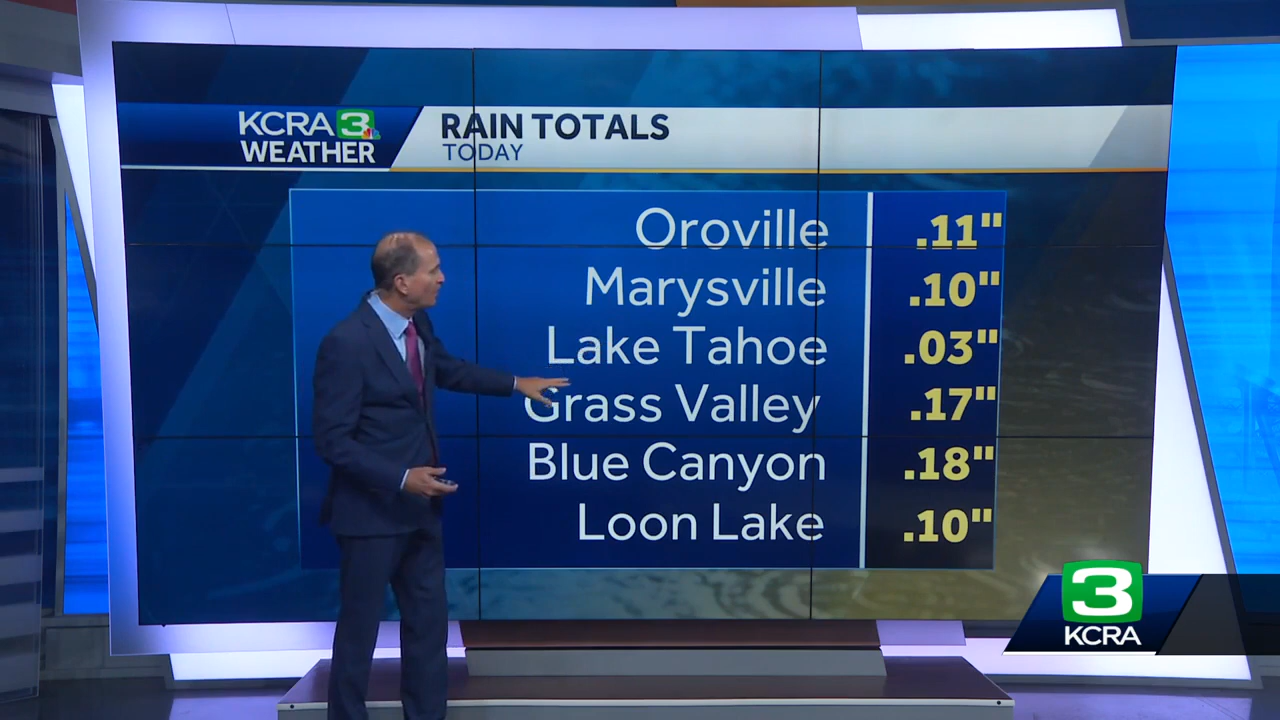 KCRA 3
WEATHER
RAIN TOTALS
TODAY
Oroville .11"
Marysville .10"
Lake Tahoe .03"
Grass Valley .17"
Blue Canyon .18"
Loon Lake .10"
3
KCRA